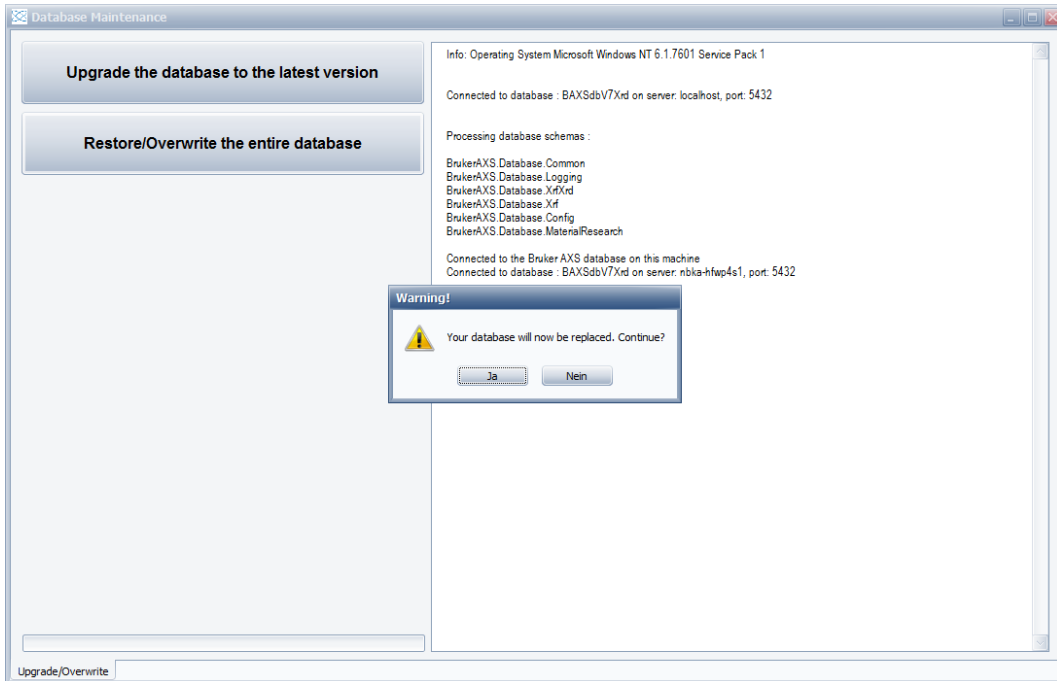 Database Maintenance
Upgrade the database to the latest version
Restore/Overwrite the entire database
Info: Operating System Microsoft Windows NT 6.1.7601 Service Pack 1
Connected to database : BAXSdbV7Xrd on server: localhost, port: 5432
Processing database schemas :
BrukerAXS.Database.Common
BrukerAXS.Database.Logging
BrukerAXS.Database.XrfXrd
BrukerAXS.Database.Xrf
BrukerAXS.Database.Config
BrukerAXS.Database.MaterialResearch
Connected to the Bruker AXS database on this machine
Connected to database : BAXSdbV7Xrd on server: nbka-hfwp4s1, port: 5432
Warning!
Your database will now be replaced. Continue?
Ja
Nein
Upgrade/Overwrite